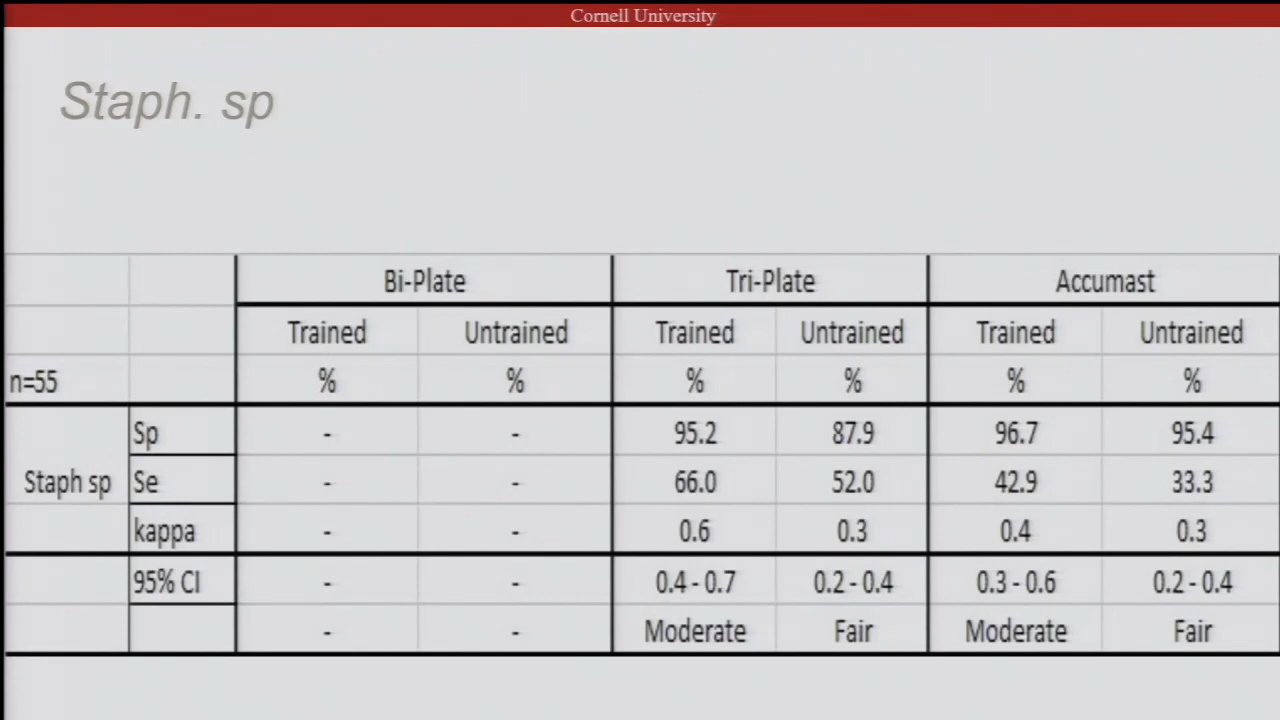 Cornell University
Staph. sp
Bi-Plate Tri-Plate Accumast
Trained Untrained Trained Untrained Trained Untrained
n=55 % % % % % %
Sp - - 95.2 87.9 96.7 95.4
Staph sp Se - - 66.0 52.0 42.9 33.3
kappa - - 0.6 0.3 0.4 0.3
95% CI - - 0.4 - 0.7 0.2 - 0.4 0.3 - 0.6 0.2 - 0.4
- - Moderate Fair Moderate Fair